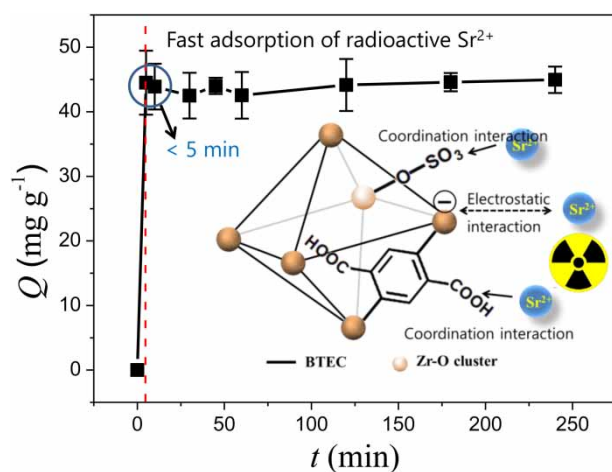 Fast adsorption of radioactive Sr²⁺
50
40
30
20
10
0
Q (mg g⁻¹)
< 5 min
Coordination interaction
O
SO₃
Sr²⁺
−
Electrostatic
interaction
Sr²⁺
HOOC
COOH
Sr²⁺
Coordination interaction
BTEC
Zr-O cluster
0
50
100
150
200
250
t (min)